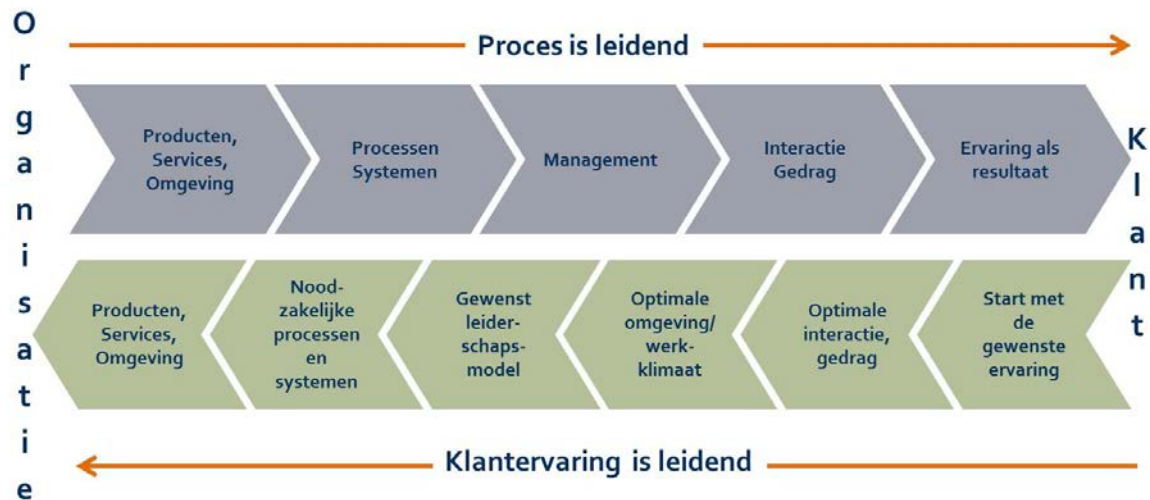 Organisatie
Proces is leidend
Producten,
Services,
Omgeving
Processen
Systemen
Management
Interactie
Gedrag
Ervaring als
resultaat
Klant
Producten,
Services,
Omgeving
Nood-
zakelijke
processen
en
systemen
Gewenst
leider-
schaps-
model
Optimale
omgeving/
werk-
klimaat
Optimale
interactie,
gedrag
Start met
de
gewenste
ervaring
Klantervaring is leidend